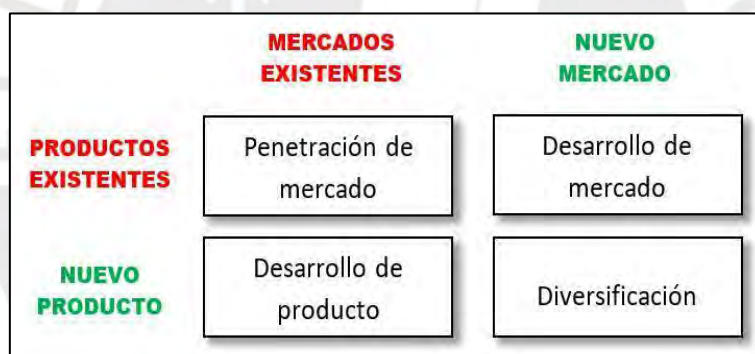 MERCADOS
EXISTENTES
NUEVO
MERCADO
PRODUCTOS
EXISTENTES
Penetración de
mercado
Desarrollo de
mercado
NUEVO
PRODUCTO
Desarrollo de
producto
Diversificación